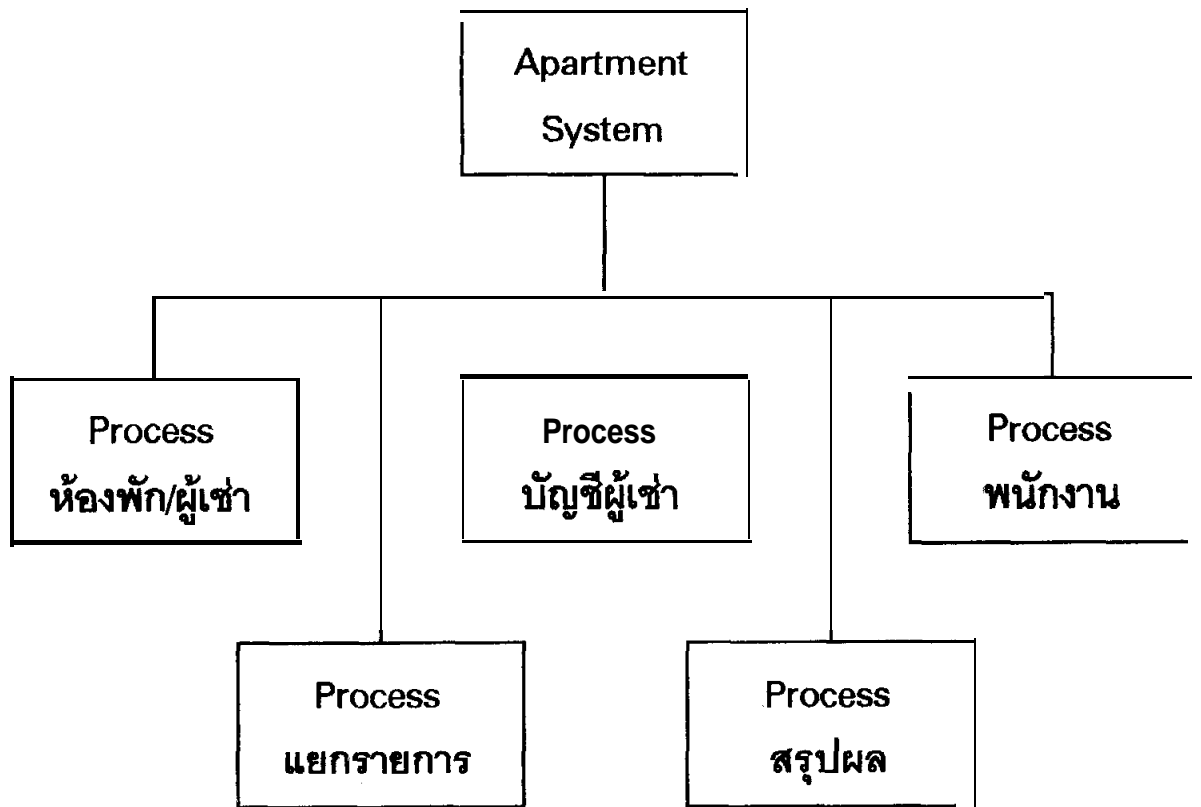 Apartment
System
Process
ห้องพัก/ผู้เช่า
Process
บัญชีผู้เช่า
Process
พนักงาน
Process
แยกรายการ
Process
สรุปผล